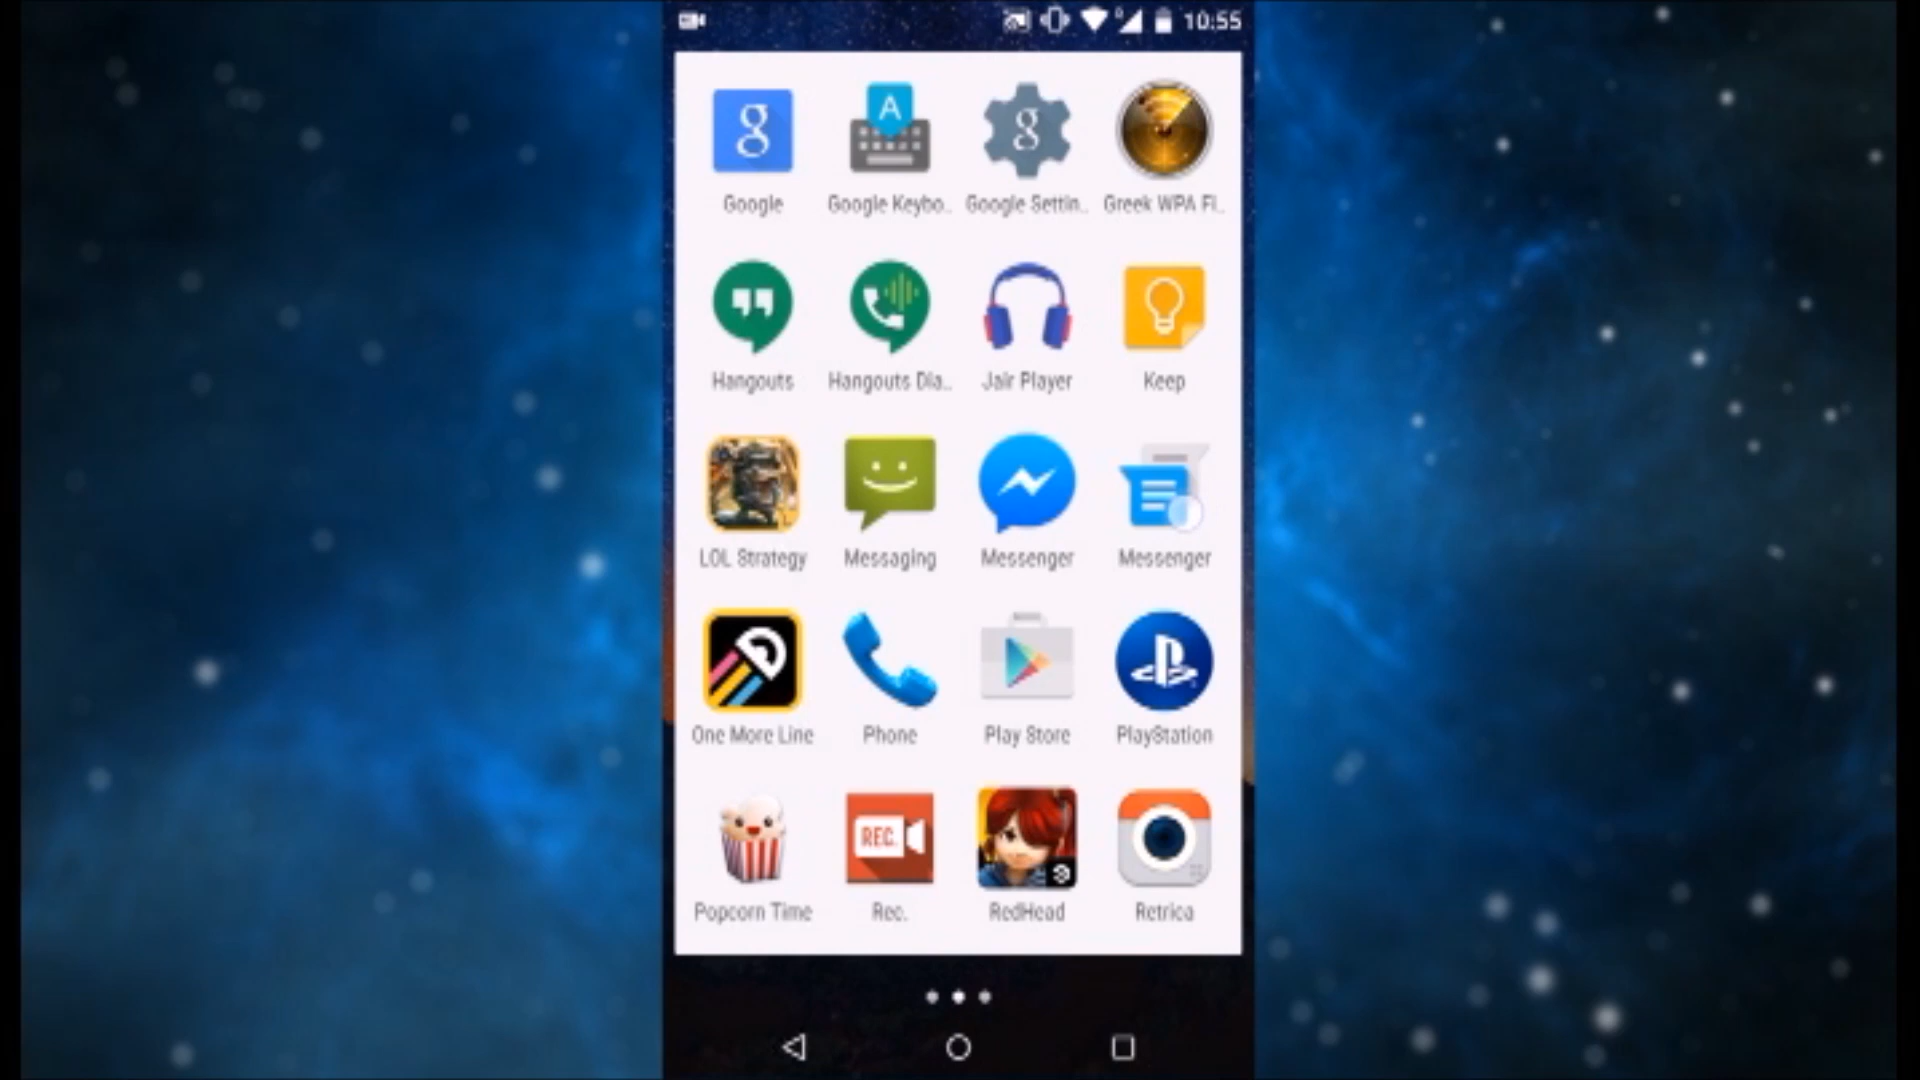 10:55
g
A
g
Google
Google Keybo..
Google Settin..
Greek WPA Fi..
Hangouts
Hangouts Dia..
Jair Player
Keep
LOL Strategy
Messaging
Messenger
Messenger
One More Line
Phone
Play Store
PlayStation
REC.
Popcorn Time
Rec.
RedHead
Retrica